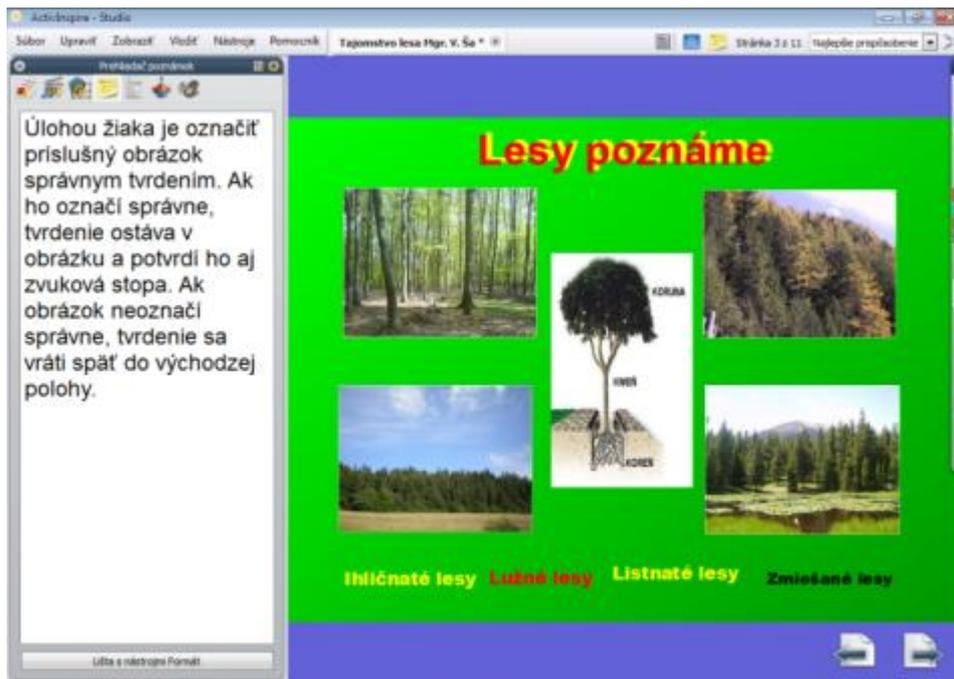 ActivInspire - Studio
Súbor Upraviť Zobraziť Vložiť Nástroje Pomocník Tajomstvo lesa Mgr. V. Ša * Stránka 3 z 11 Najlepšie prispôsobenie
Prehliadač poznámok
Úlohou žiaka je označiť
príslušný obrázok
správnym tvrdením. Ak
ho označí správne,
tvrdenie ostáva v
obrázku a potvrdí ho aj
zvuková stopa. Ak
obrázok neoznačí
správne, tvrdenie sa
vráti späť do východzej
polohy.
Lišta s nástrojmi Formát
Lesy poznáme
KORUNA
KMEŇ
KOREŇ
Ihličnaté lesy Lužné lesy Listnaté lesy Zmiešané lesy